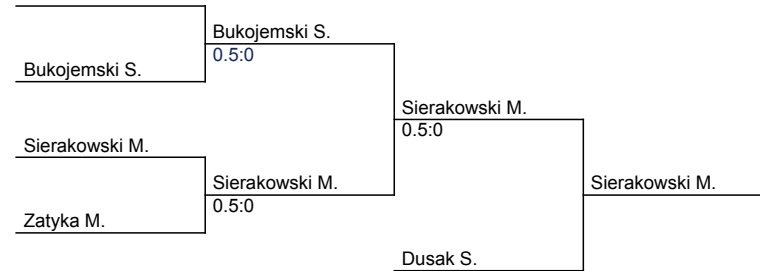 Bukojemski S.
0.5:0
Bukojemski S.
Sierakowski M.
0.5:0
Sierakowski M.
Sierakowski M.
0.5:0
Sierakowski M.
Zatyka M.
Dusak S.